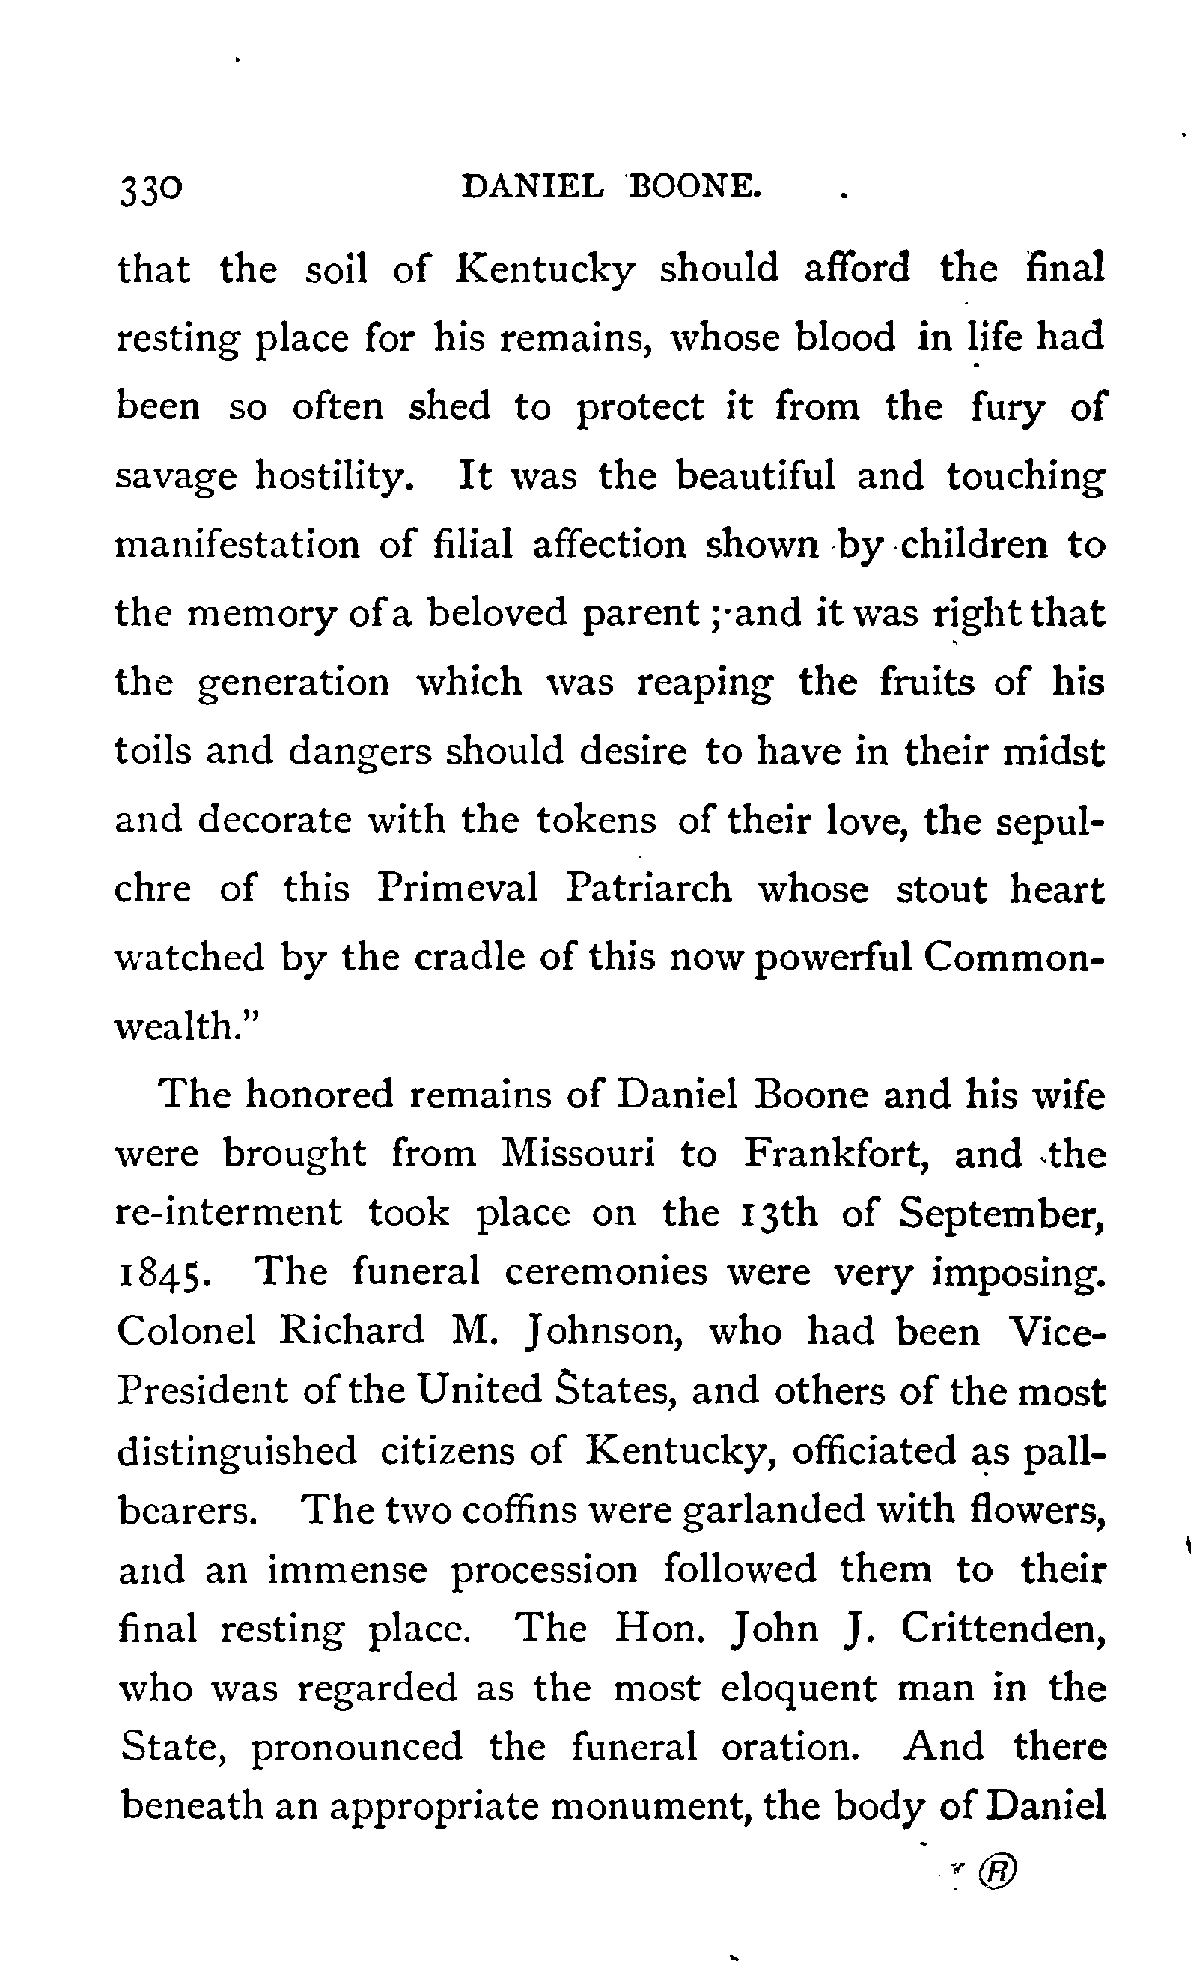 330 DANIEL BOONE.
that the soil of Kentucky should afford the final
resting place for his remains, whose blood in life had
been so often shed to protect it from the fury of
savage hostility. It was the beautiful and touching
manifestation of filial affection shown by children to
the memory of a beloved parent ; and it was right that
the generation which was reaping the fruits of his
toils and dangers should desire to have in their midst
and decorate with the tokens of their love, the sepul-
chre of this Primeval Patriarch whose stout heart
watched by the cradle of this now powerful Common-
wealth."
The honored remains of Daniel Boone and his wife
were brought from Missouri to Frankfort, and the
re-interment took place on the 13th of September,
1845. The funeral ceremonies were very imposing.
Colonel Richard M. Johnson, who had been Vice-
President of the United States, and others of the most
distinguished citizens of Kentucky, officiated as pall-
bearers. The two coffins were garlanded with flowers,
and an immense procession followed them to their
final resting place. The Hon. John J. Crittenden,
who was regarded as the most eloquent man in the
State, pronounced the funeral oration. And there
beneath an appropriate monument, the body of Daniel
®